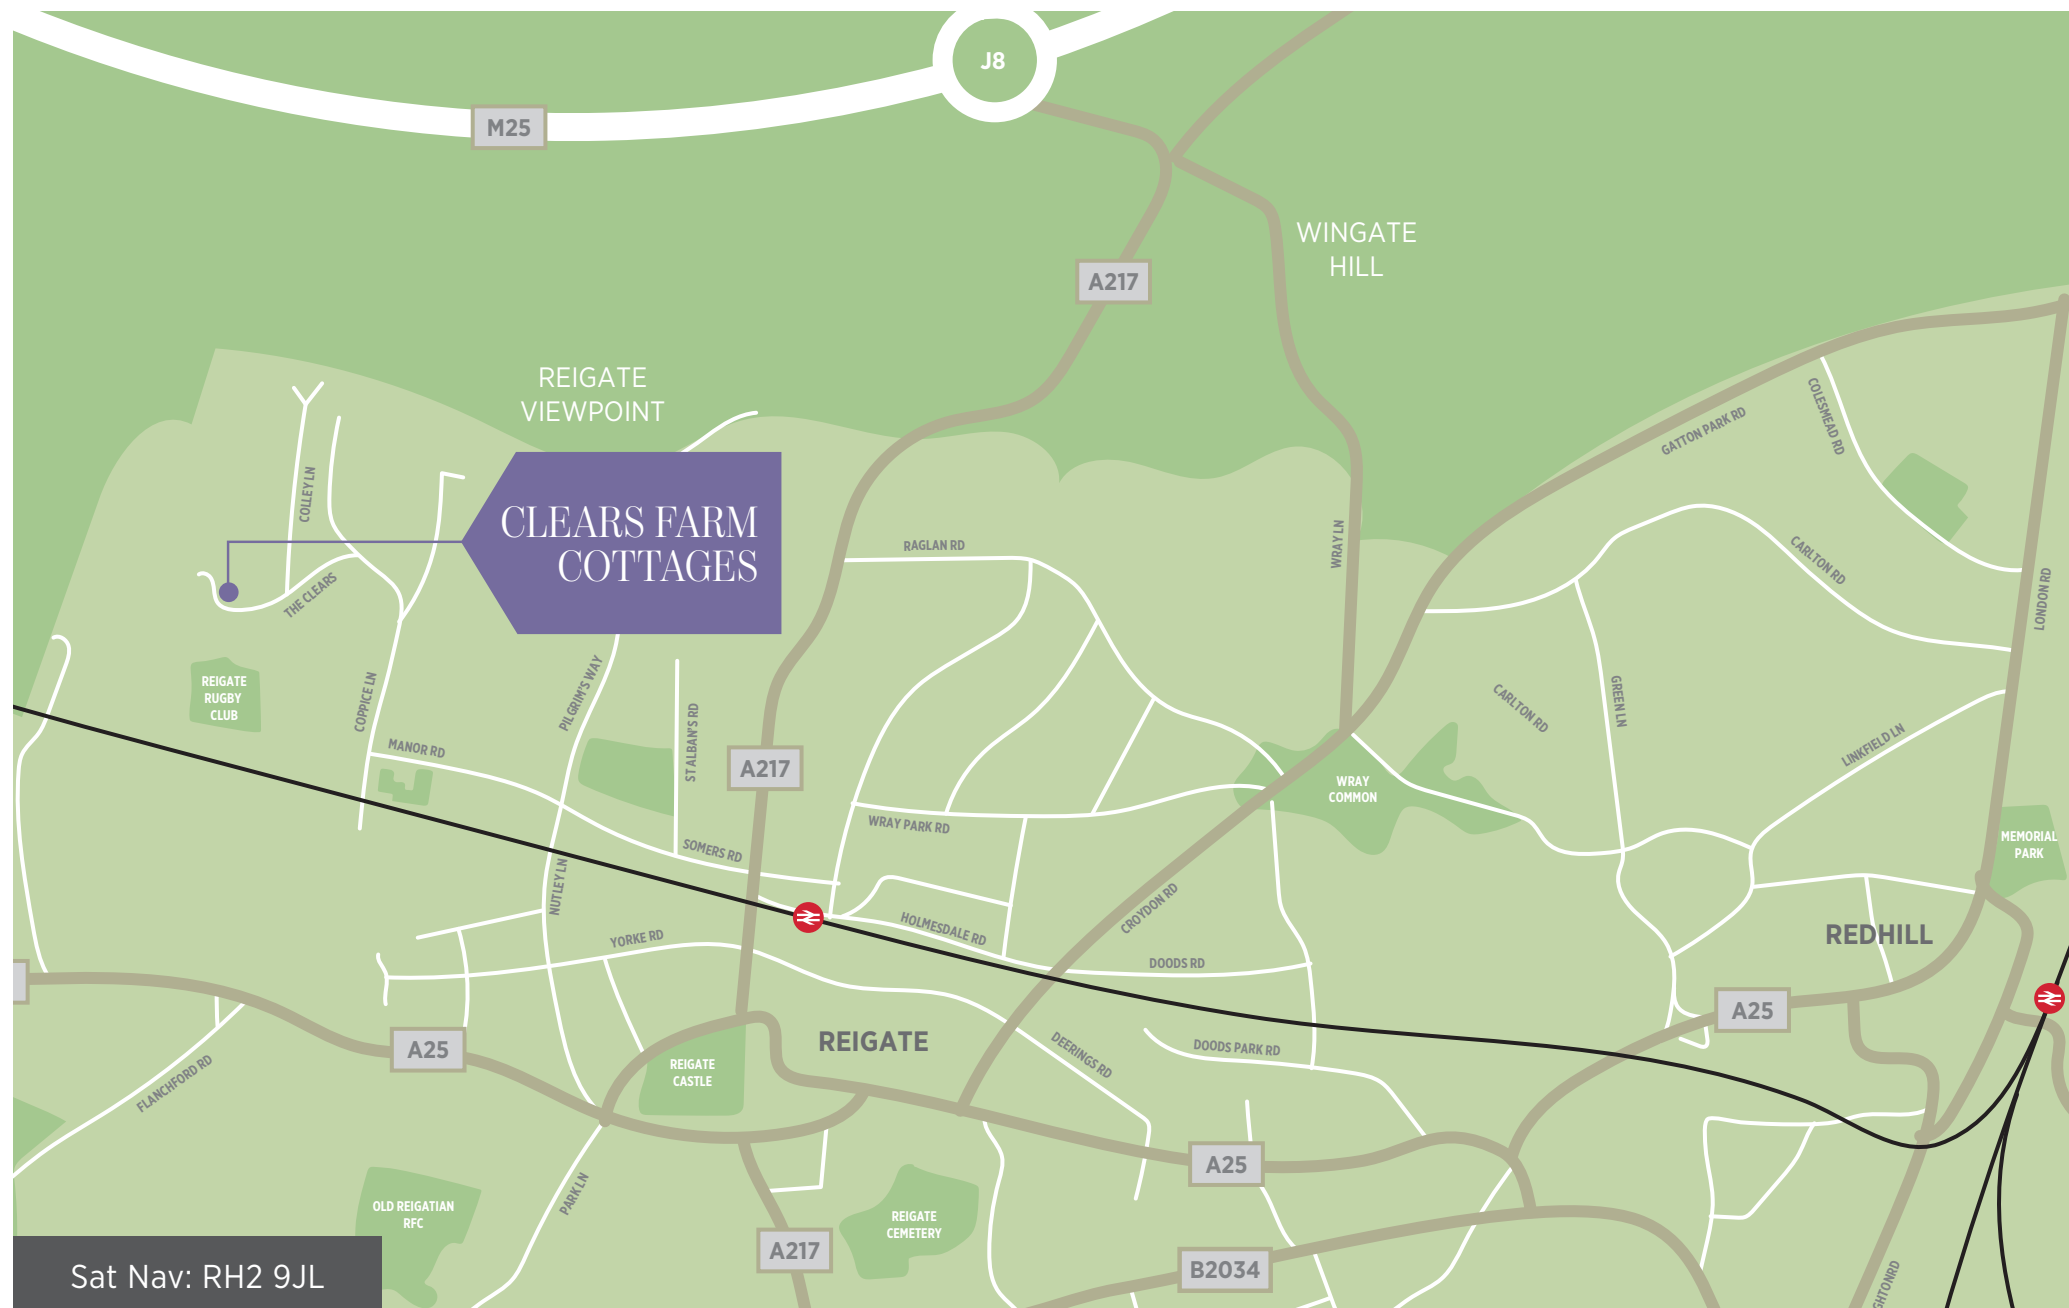 J8
M25
WINGATE
HILL
A217
REIGATE
VIEWPOINT
COLESMEAD RD
GATTON PARK RD
COLLEY LN
CLEARS FARM
COTTAGES
RAGLAN RD
WRAY LN
CARLTON RD
LONDON RD
THE CLEARS
REIGATE
RUGBY
CLUB
COPPICE LN
PILGRIM'S WAY
ST ALBAN'S RD
CARLTON RD
GREEN LN
LINKFIELD LN
MANOR RD
A217
WRAY
COMMON
WRAY PARK RD
MEMORIAL
PARK
SOMERS RD
NUTLEY LN
CROYDON RD
HOLMESDALE RD
YORKE RD
REDHILL
DOODS RD
A25
REIGATE
A25
DOODS PARK RD
DEERINGS RD
REIGATE
CASTLE
FLANCHFORD RD
A25
PARK LN
OLD REIGATIAN
RFC
REIGATE
CEMETERY
A217
B2034
Sat Nav: RH2 9JL